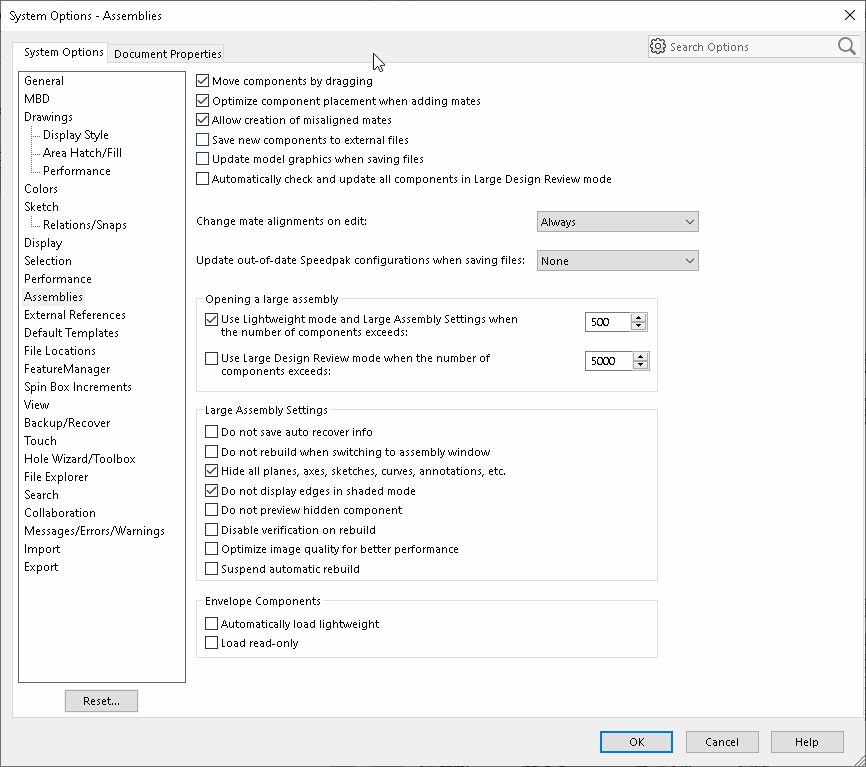 System Options - Assemblies
System Options
Document Properties
Search Options
General
MBD
Drawings
Display Style
Area Hatch/Fill
Performance
Colors
Sketch
Relations/Snaps
Display
Selection
Performance
Assemblies
External References
Default Templates
File Locations
FeatureManager
Spin Box Increments
View
Backup/Recover
Touch
Hole Wizard/Toolbox
File Explorer
Search
Collaboration
Messages/Errors/Warnings
Import
Export
Reset...
Move components by dragging
Optimize component placement when adding mates
Allow creation of misaligned mates
Save new components to external files
Update model graphics when saving files
Automatically check and update all components in Large Design Review mode
Change mate alignments on edit:
Always
Update out-of-date Speedpak configurations when saving files:
None
Opening a large assembly
Use Lightweight mode and Large Assembly Settings when
the number of components exceeds:
500
Use Large Design Review mode when the number of
components exceeds:
5000
Large Assembly Settings
Do not save auto recover info
Do not rebuild when switching to assembly window
Hide all planes, axes, sketches, curves, annotations, etc.
Do not display edges in shaded mode
Do not preview hidden component
Disable verification on rebuild
Optimize image quality for better performance
Suspend automatic rebuild
Envelope Components
Automatically load lightweight
Load read-only
OK
Cancel
Help